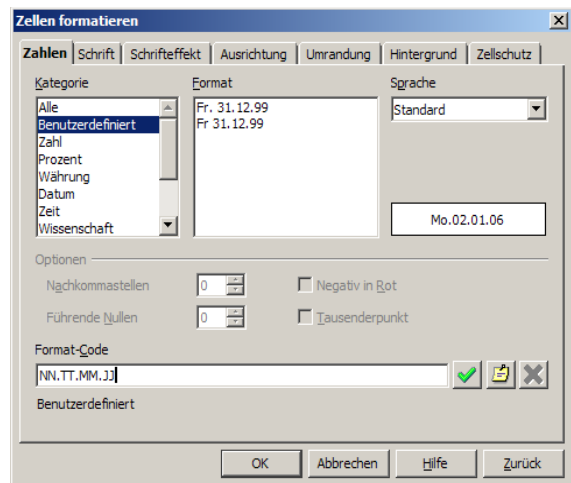 Zellen formatieren
Zahlen Schrift Schrifteffekt Ausrichtung Umrandung Hintergrund Zellschutz
Kategorie Format Sprache
Alle
Benutzerdefiniert
Zahl
Prozent
Währung
Datum
Zeit
Wissenschaft
Fr. 31.12.99
Fr 31.12.99
Standard
Mo.02.01.06
Optionen
Nachkommastellen 0 Negativ in Rot
Führende Nullen 0 Tausenderpunkt
Format-Code
NN.TT.MM.JJ
Benutzerdefiniert
OK Abbrechen Hilfe Zurück